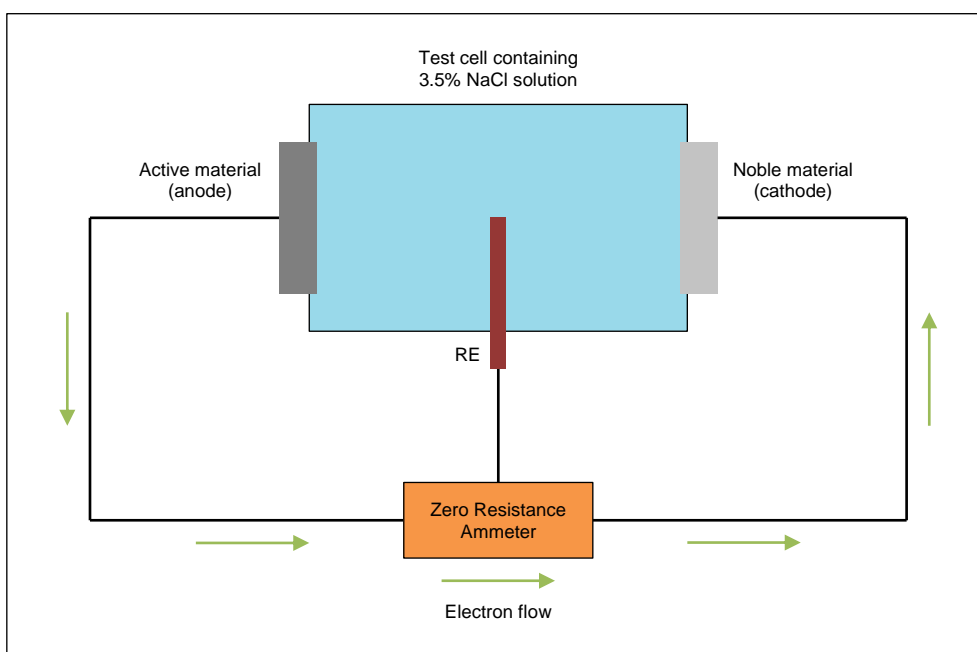 Test cell containing
3.5% NaCl solution
Active material
(anode)
Noble material
(cathode)
RE
Zero Resistance
Ammeter
Electron flow